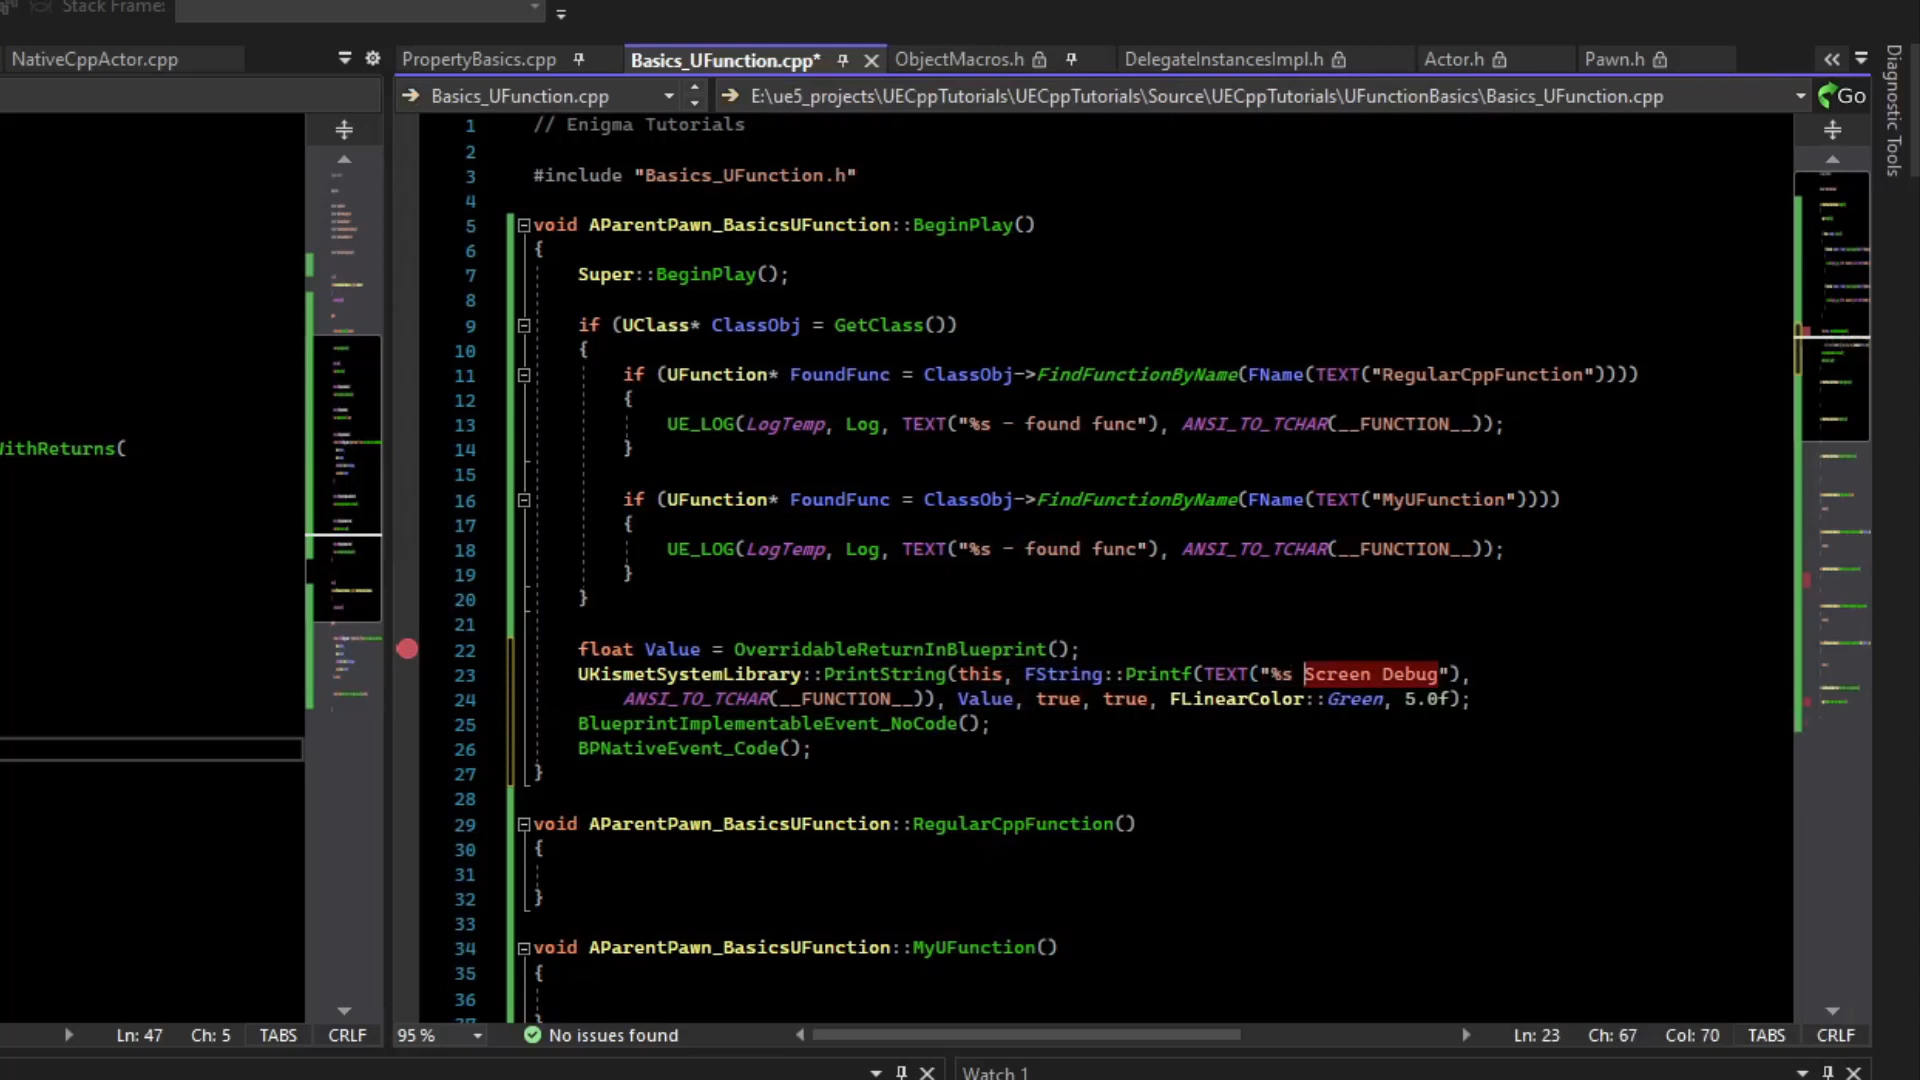 Stack Frame:
NativeCppActor.cpp
PropertyBasics.cpp
Basics_UFunction.cpp*
ObjectMacros.h
DelegateInstancesImpl.h
Actor.h
Pawn.h
Diagnostic Tools
Basics_UFunction.cpp
E:\ue5_projects\UECppTutorials\UECppTutorials\Source\UECppTutorials\UFunctionBasics\Basics_UFunction.cpp
Go
WithReturns(
1 // Enigma Tutorials
2
3 #include "Basics_UFunction.h"
4
5 void AParentPawn_BasicsUFunction::BeginPlay()
6 {
7 Super::BeginPlay();
8
9 if (UClass* ClassObj = GetClass())
10 {
11 if (UFunction* FoundFunc = ClassObj->FindFunctionByName(FName(TEXT("RegularCppFunction"))))
12 {
13 UE_LOG(LogTemp, Log, TEXT("%s - found func"), ANSI_TO_TCHAR(__FUNCTION__));
14 }
15
16 if (UFunction* FoundFunc = ClassObj->FindFunctionByName(FName(TEXT("MyUFunction"))))
17 {
18 UE_LOG(LogTemp, Log, TEXT("%s - found func"), ANSI_TO_TCHAR(__FUNCTION__));
19 }
20 }
21
22 float Value = OverridableReturnInBlueprint();
23 UKismetSystemLibrary::PrintString(this, FString::Printf(TEXT("%s Screen Debug"),
24 ANSI_TO_TCHAR(__FUNCTION__)), Value, true, true, FLinearColor::Green, 5.0f);
25 BlueprintImplementableEvent_NoCode();
26 BPNativeEvent_Code();
27 }
28
29 void AParentPawn_BasicsUFunction::RegularCppFunction()
30 {
31
32 }
33
34 void AParentPawn_BasicsUFunction::MyUFunction()
35 {
36
37 }
Ln: 47 Ch: 5 TABS CRLF
95 % No issues found Ln: 23 Ch: 67 Col: 70 TABS CRLF
Watch 1